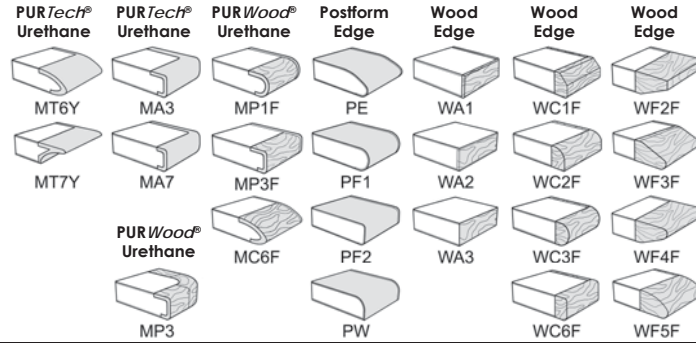 PURTech® PURTech® PURWood® Postform Wood Wood Wood
Urethane Urethane Urethane Edge Edge Edge Edge
MT6Y MA3 MP1F PE WA1 WC1F WF2F
MT7Y MA7 MP3F PF1 WA2 WC2F WF3F
PURWood®
Urethane
MC6F PF2 WA3 WC3F WF4F
MP3 PW WC6F WF5F